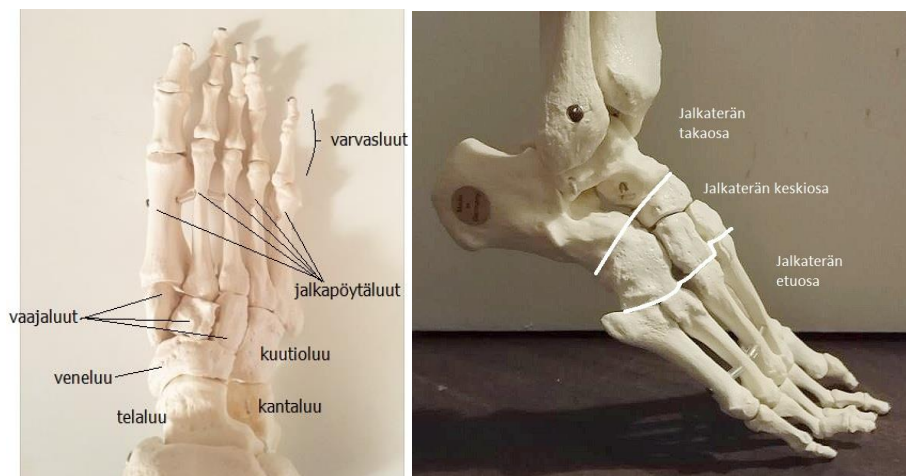 varvasluut
jalkapöytäluut
vaajaluut
kuutioluu
veneluu
telaluu
kantaluu
Jalkaterän
takaosa
Jalkaterän keskiosa
Jalkaterän
etuosa